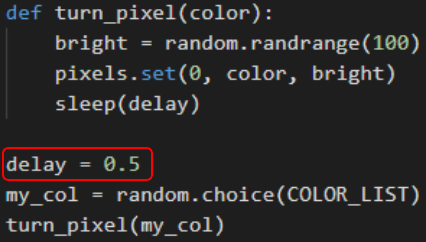 def turn_pixel(color):
    bright = random.randrange(100)
    pixels.set(0, color, bright)
    sleep(delay)

delay = 0.5
my_col = random.choice(COLOR_LIST)
turn_pixel(my_col)